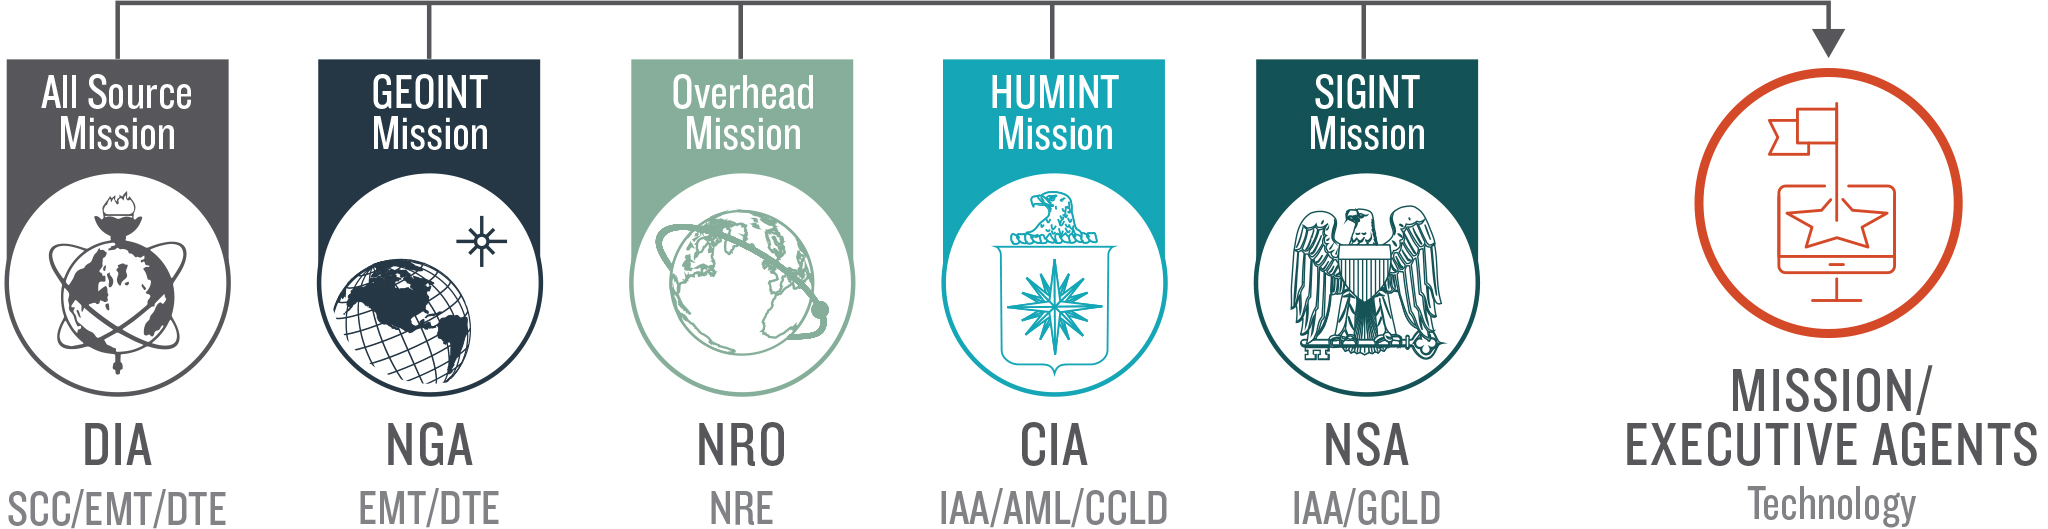 All Source
Mission
DIA
SCC/EMT/DTE
GEOINT
Mission
NGA
EMT/DTE
Overhead
Mission
NRO
NRE
HUMINT
Mission
CIA
IAA/AML/CCLD
SIGINT
Mission
NSA
IAA/GCLD
MISSION/
EXECUTIVE AGENTS
Technology